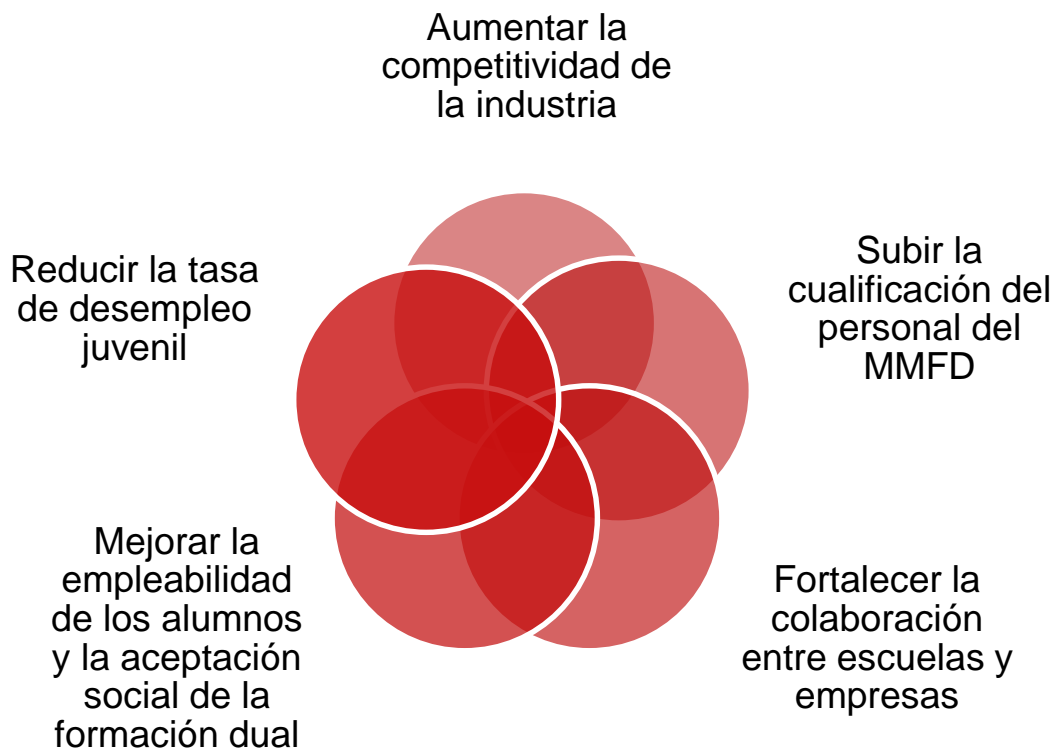 Aumentar la
competitividad de
la industria
Subir la
cualificación del
personal del
MMFD
Fortalecer la
colaboración
entre escuelas y
empresas
Mejorar la
empleabilidad
de los alumnos
y la aceptación
social de la
formación dual
Reducir la tasa
de desempleo
juvenil